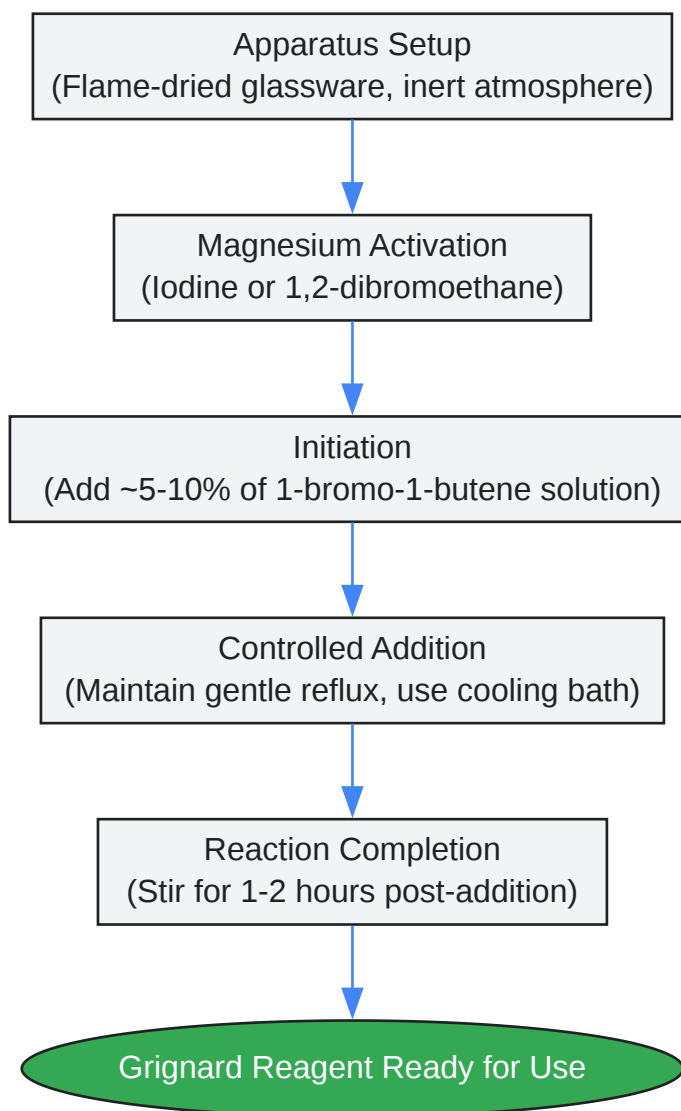 Apparatus Setup
(Flame-dried glassware, inert atmosphere)
Magnesium Activation
(Iodine or 1,2-dibromoethane)
Initiation
(Add ~5-10% of 1-bromo-1-butene solution)
Controlled Addition
(Maintain gentle reflux, use cooling bath)
Reaction Completion
(Stir for 1-2 hours post-addition)
Grignard Reagent Ready for Use